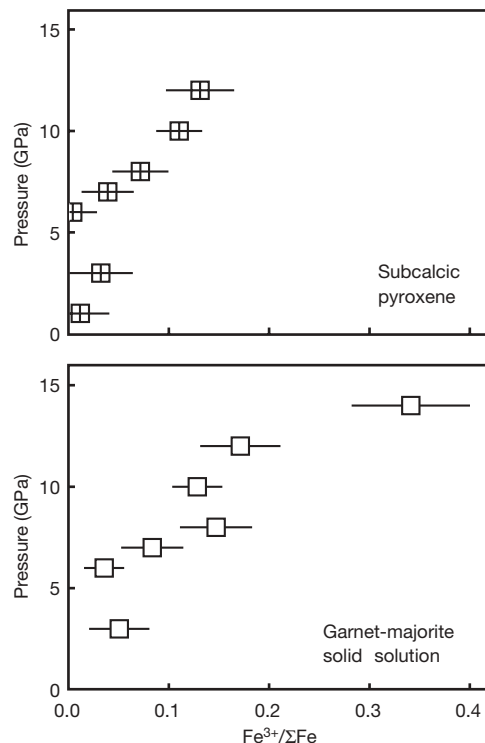 15
10
5
0
Pressure (GPa)
Subcalcic
pyroxene
15
10
5
0
Pressure (GPa)
Garnet-majorite
solid solution
0.0 0.1 0.2 0.3 0.4
Fe³⁺/ΣFe